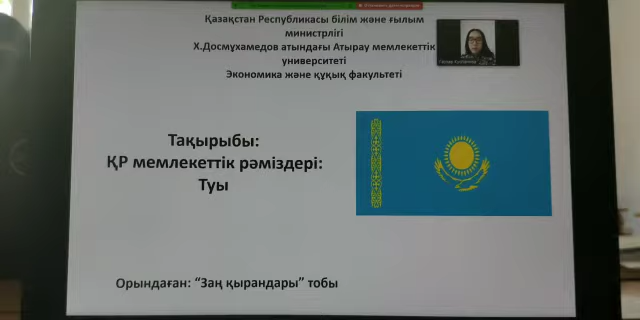 Қазақстан Республикасы білім және ғылым
министрлігі
Х.Досмұхамедов атындағы Атырау мемлекеттік
университеті
Экономика және құқық факультеті
Тақырыбы:
ҚР мемлекеттік рәміздері:
Туы
Орындаған: “Заң қырандары” тобы